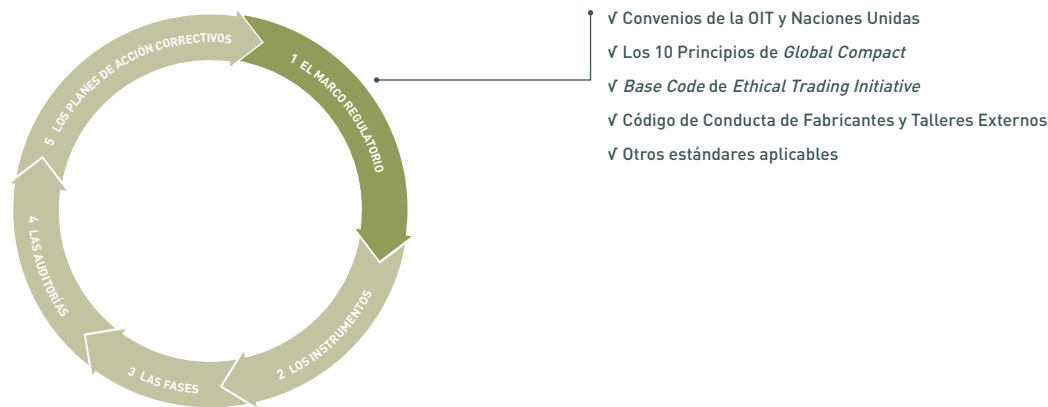 1 EL MARCO REGULATORIO
2 LOS INSTRUMENTOS
3 LAS FASES
4 LAS AUDITORÍAS
5 LOS PLANES DE ACCIÓN CORRECTIVOS
√ Convenios de la OIT y Naciones Unidas
√ Los 10 Principios de Global Compact
√ Base Code de Ethical Trading Initiative
√ Código de Conducta de Fabricantes y Talleres Externos
√ Otros estándares aplicables